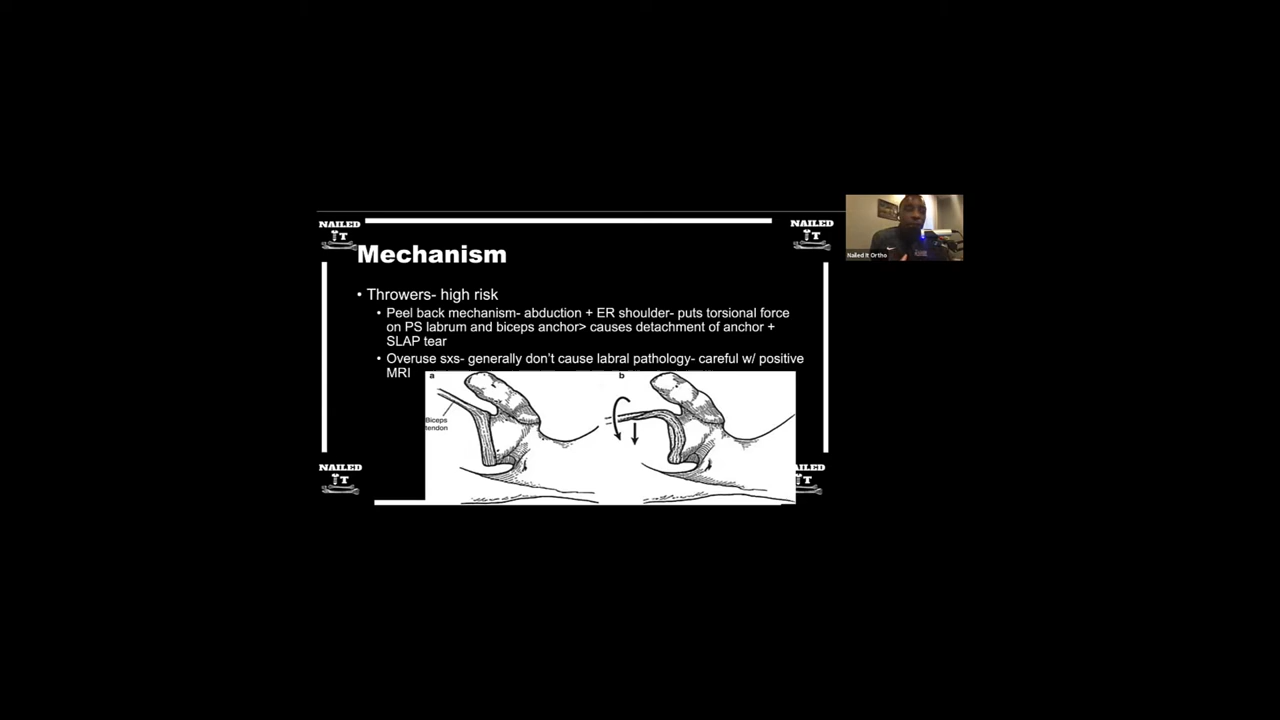 NAILED
IT
NAILED
IT
Nailed It Ortho
Mechanism
• Throwers- high risk
• Peel back mechanism- abduction + ER shoulder- puts torsional force
on PS labrum and biceps anchor> causes detachment of anchor +
SLAP tear
• Overuse sxs- generally don't cause labral pathology- careful w/ positive
MRI
a
b
Biceps
tendon
NAILED
IT
NAILED
IT